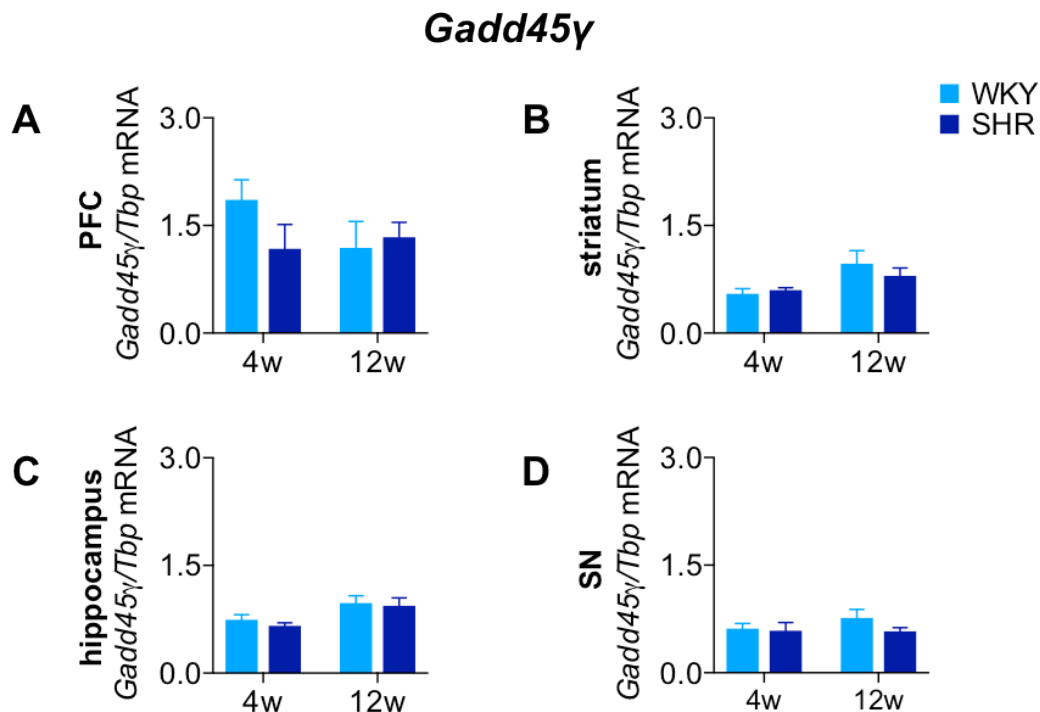 Gadd45γ
WKY
SHR
A
PFC
Gadd45γ/Tbp mRNA
3.0
1.5
0.0
4w
12w
B
striatum
Gadd45γ/Tbp mRNA
3.0
1.5
0.0
4w
12w
C
hippocampus
Gadd45γ/Tbp mRNA
3.0
1.5
0.0
4w
12w
D
SN
Gadd45γ/Tbp mRNA
3.0
1.5
0.0
4w
12w